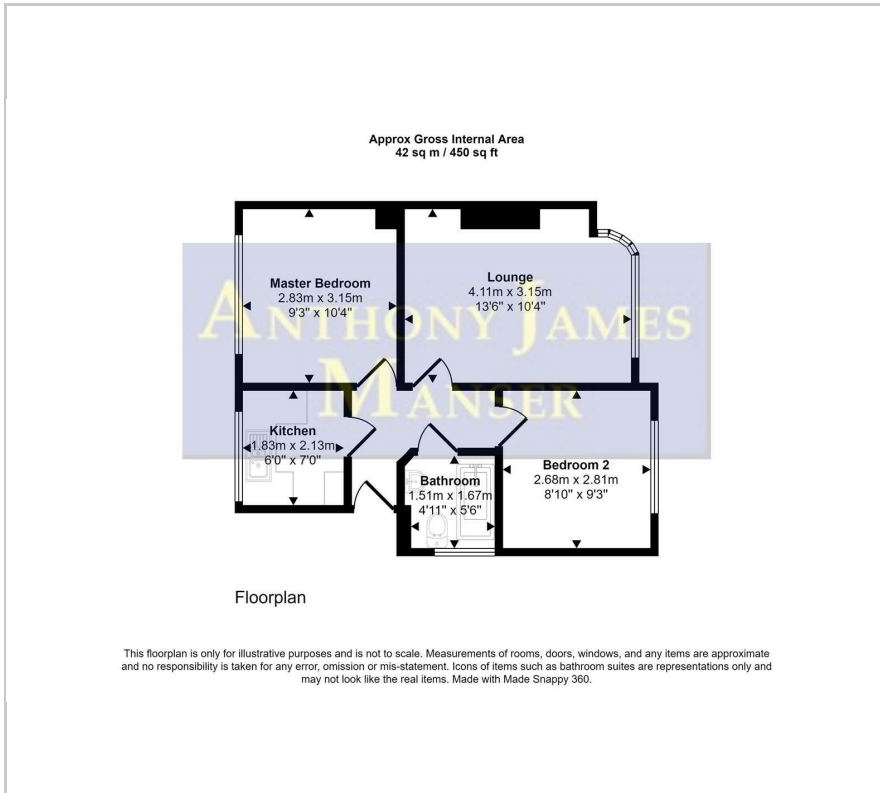 Approx Gross Internal Area
42 sq m / 450 sq ft
Master Bedroom
2.83m x 3.15m
9'3" x 10'4"
Lounge
4.11m x 3.15m
13'6" x 10'4"
ANTHONY JAMES
MANSER
Kitchen
1.83m x 2.13m
6'0" x 7'0"
Bathroom
1.51m x 1.67m
4'11" x 5'6"
Bedroom 2
2.68m x 2.81m
8'10" x 9'3"
Floorplan
This floorplan is only for illustrative purposes and is not to scale. Measurements of rooms, doors, windows, and any items are approximate
and no responsibility is taken for any error, omission or mis-statement. Icons of items such as bathroom suites are representations only and
may not look like the real items. Made with Made Snappy 360.